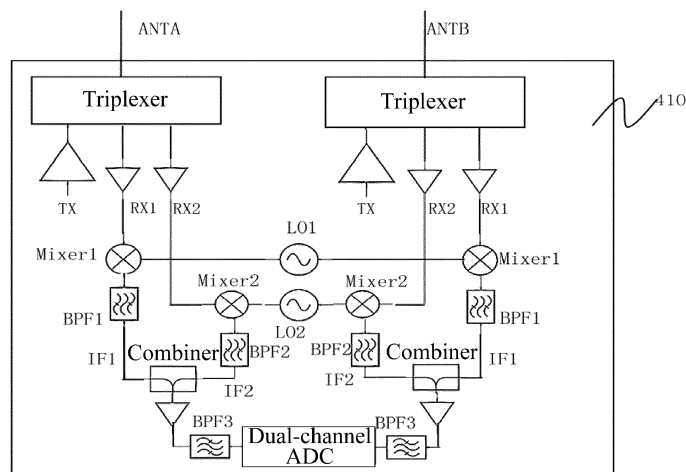 ANTA ANTB
Triplexer Triplexer
410
TX RX1 RX2 TX RX2 RX1
LO1
Mixer1 Mixer1
Mixer2 Mixer2
LO2
BPF1 BPF1
BPF2 BPF2
IF1 Combiner Combiner IF1
IF2 IF2
BPF3 BPF3
Dual-channel
ADC